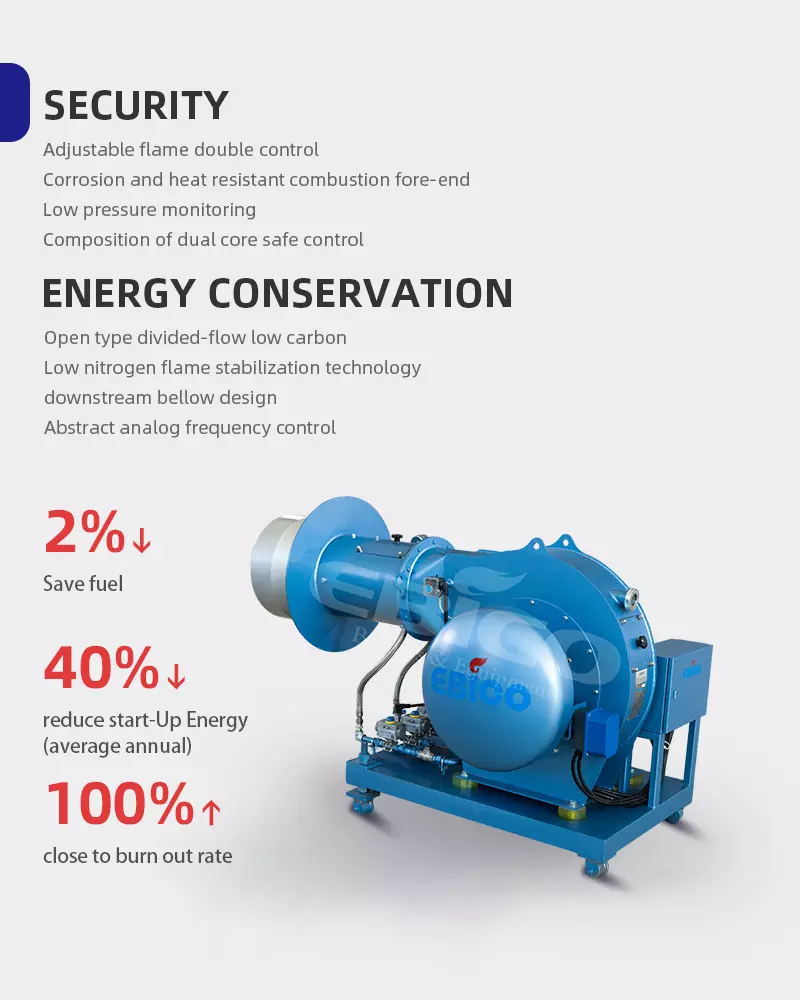 SECURITY
Adjustable flame double control
Corrosion and heat resistant combustion fore-end
Low pressure monitoring
Composition of dual core safe control
ENERGY CONSERVATION
Open type divided-flow low carbon
Low nitrogen flame stabilization technology
downstream bellow design
Abstract analog frequency control
2%↓
Save fuel
40%↓
reduce start-Up Energy
(average annual)
100%↑
close to burn out rate
EBICO
& Equipment
EBICO